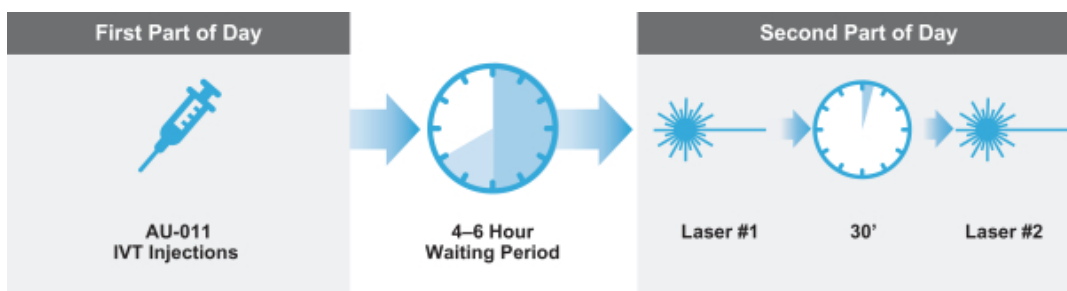 First Part of Day
Second Part of Day
AU-011
IVT Injections
4–6 Hour
Waiting Period
Laser #1
30’
Laser #2